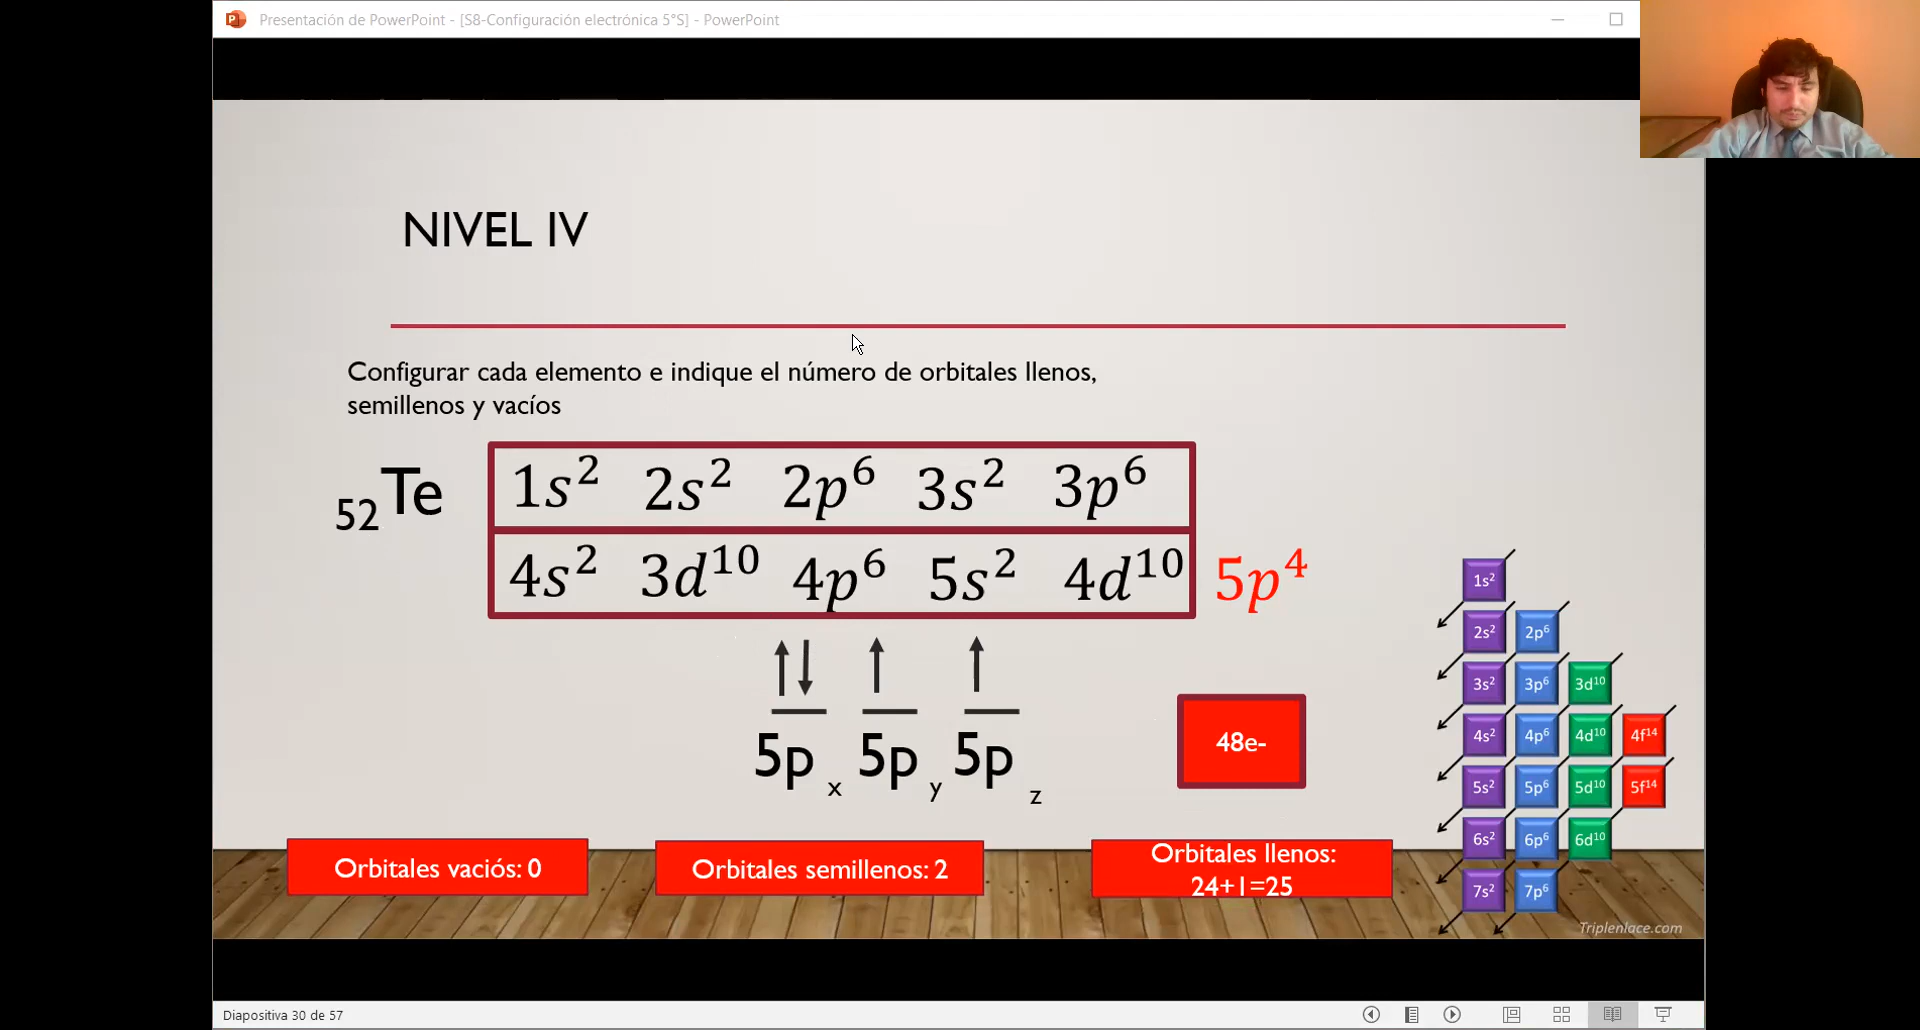 Presentación de PowerPoint - [S8-Configuración electrónica 5°S] - PowerPoint
NIVEL IV
Configurar cada elemento e indique el número de orbitales llenos,
semillenos y vacíos
₅₂Te
1s² 2s² 2p⁶ 3s² 3p⁶
4s² 3d¹⁰ 4p⁶ 5s² 4d¹⁰ 5p⁴
5pₓ 5p_y 5p_z
48e-
Orbitales vaciós: 0
Orbitales semillenos: 2
Orbitales llenos:
24+1=25
1s²
2s² 2p⁶
3s² 3p⁶ 3d¹⁰
4s² 4p⁶ 4d¹⁰ 4f¹⁴
5s² 5p⁶ 5d¹⁰ 5f¹⁴
6s² 6p⁶ 6d¹⁰
7s² 7p⁶
Triplenlace.com
Diapositiva 30 de 57